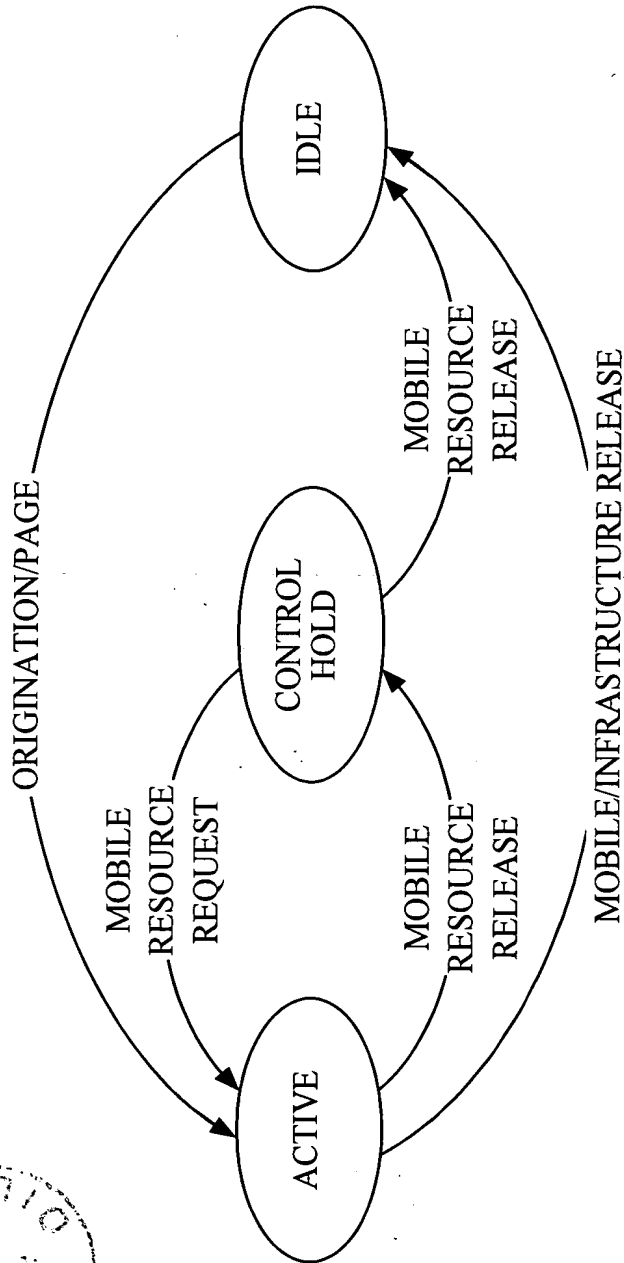 ORIGINATION/PAGE
MOBILE
RESOURCE
REQUEST
ACTIVE
CONTROL
HOLD
IDLE
MOBILE
RESOURCE
RELEASE
MOBILE
RESOURCE
RELEASE
MOBILE/INFRASTRUCTURE RELEASE